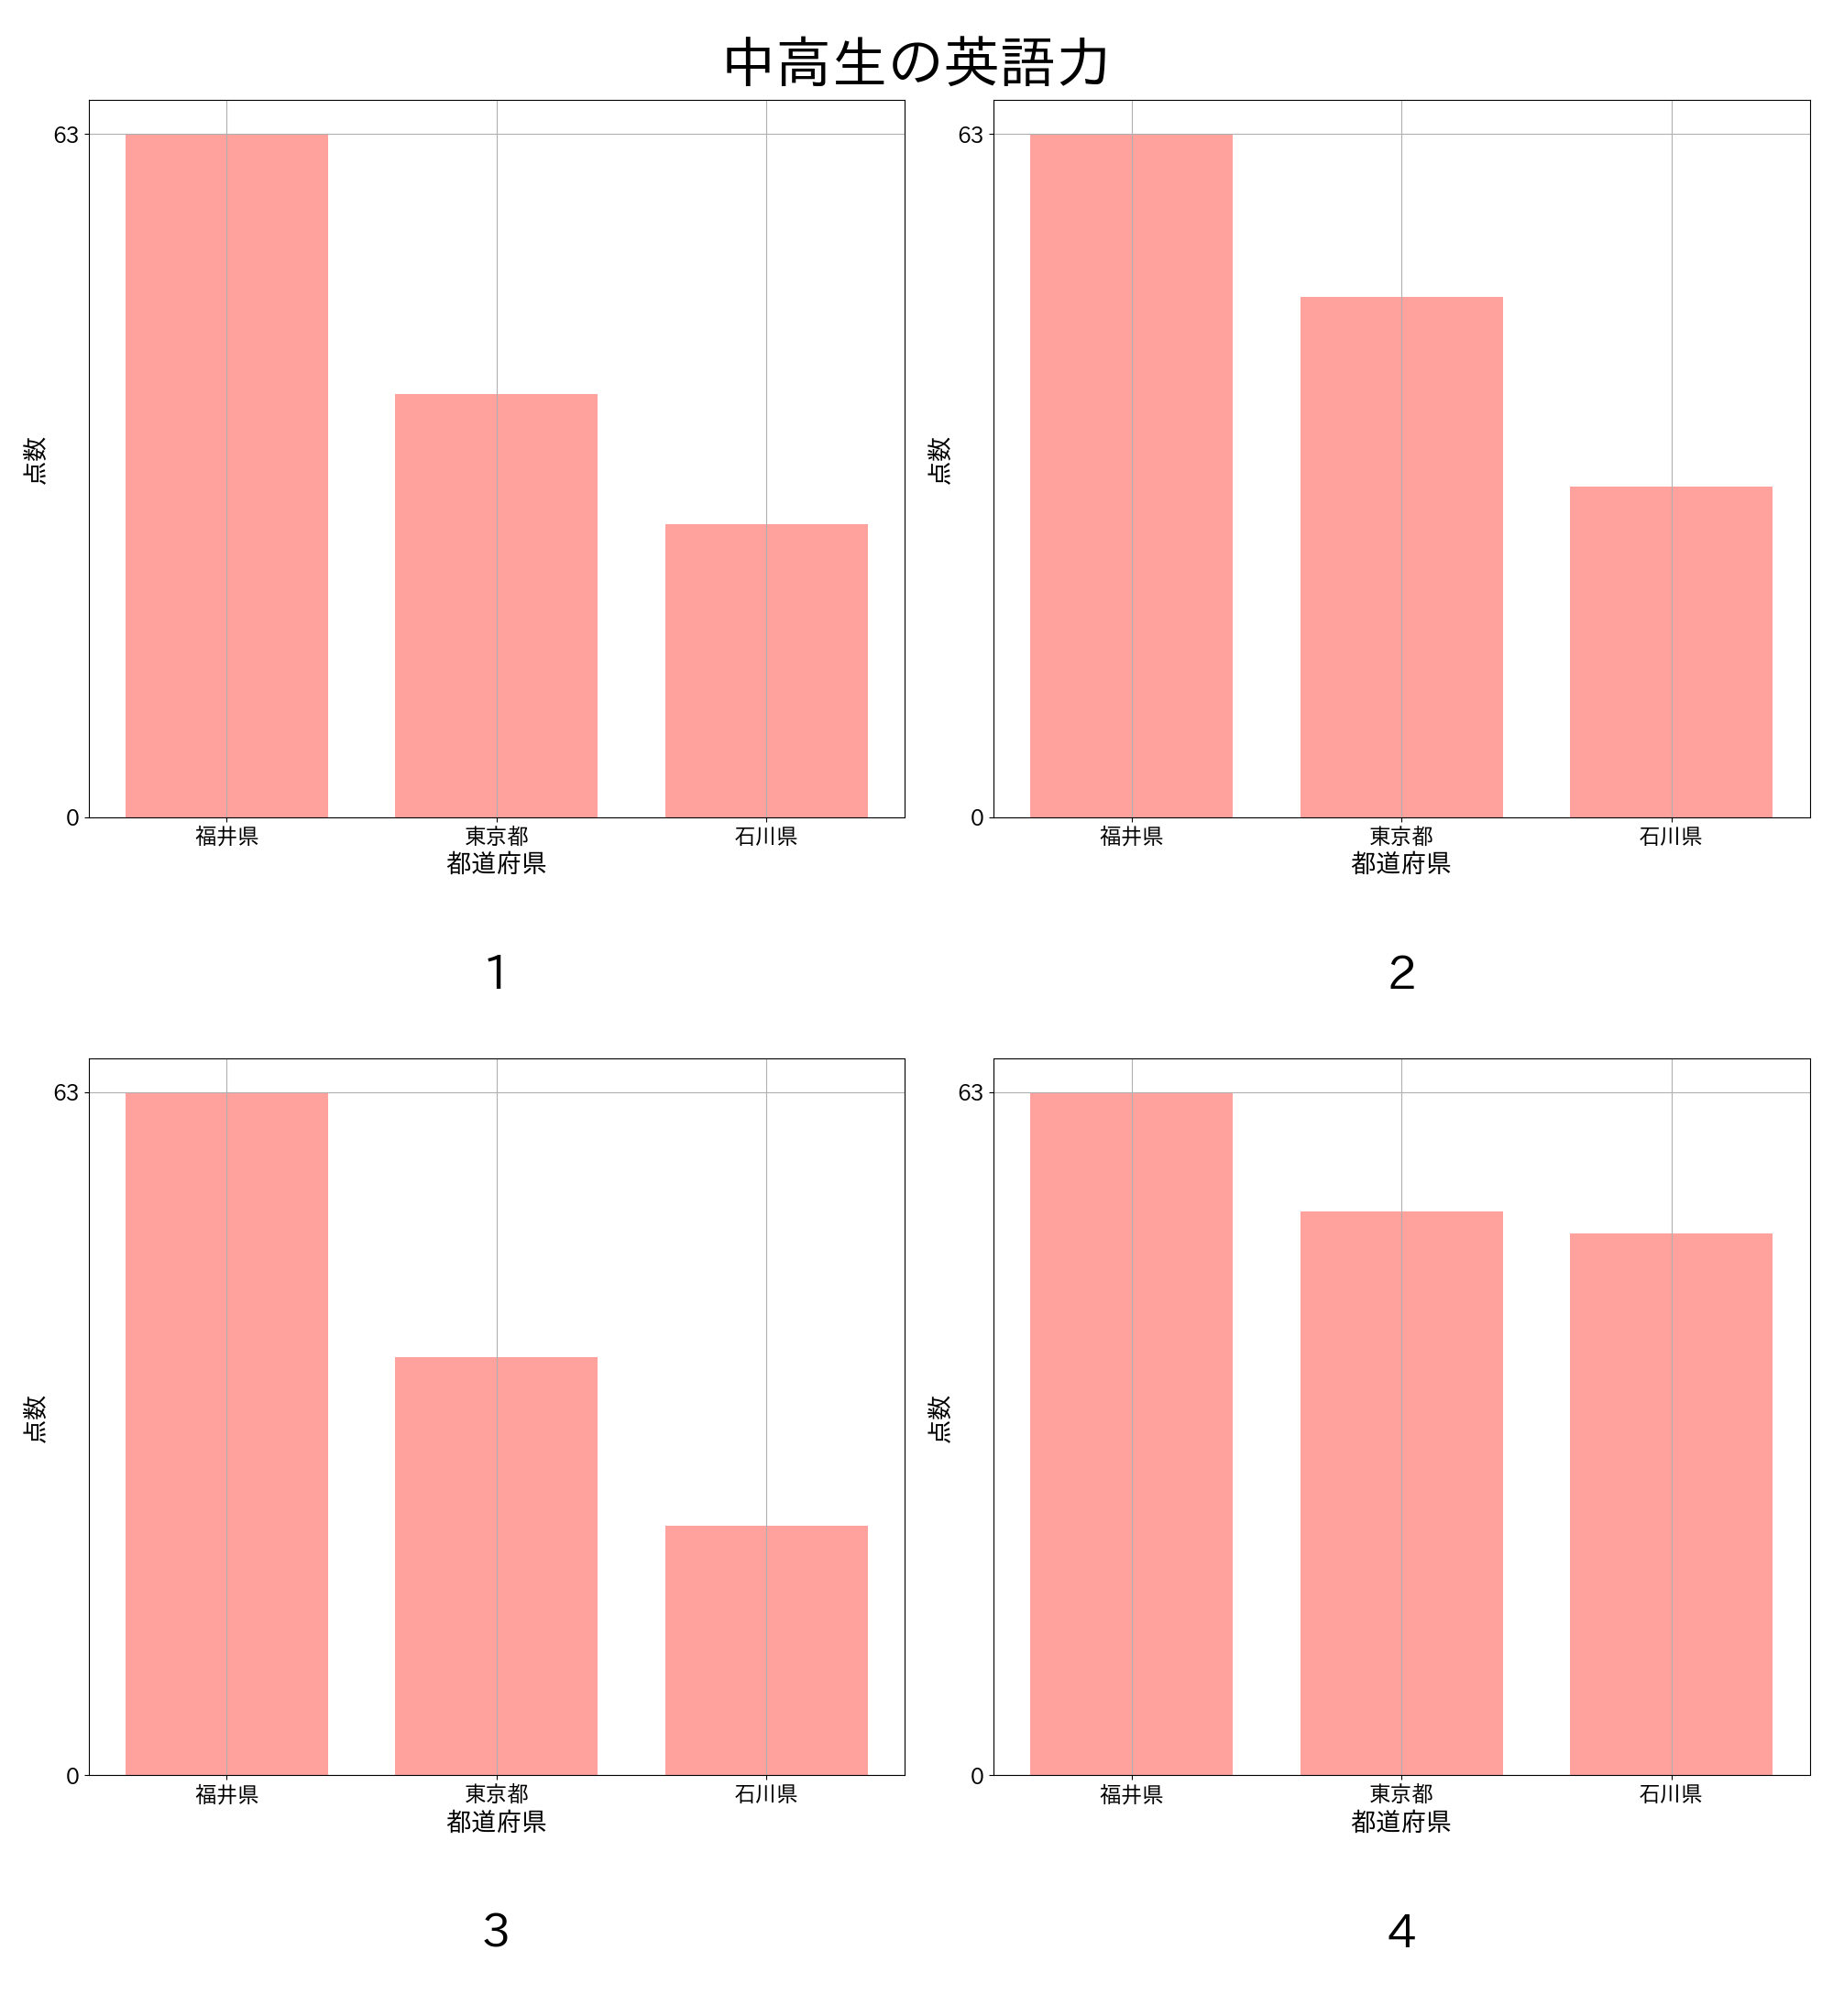 中高生の英語力
63
0
点数
福井県 東京都 石川県
都道府県
1
63
0
点数
福井県 東京都 石川県
都道府県
2
63
0
点数
福井県 東京都 石川県
都道府県
3
63
0
点数
福井県 東京都 石川県
都道府県
4